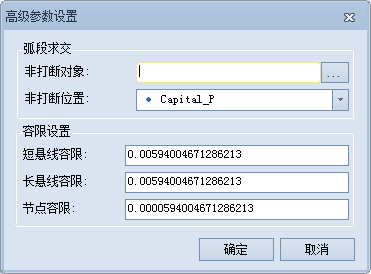 高级参数设置
弧段求交
非打断对象:
...
非打断位置:
Capital_P
容限设置
短悬线容限:
0.00594004671286213
长悬线容限:
0.00594004671286213
节点容限:
0.0000594004671286213
确定
取消